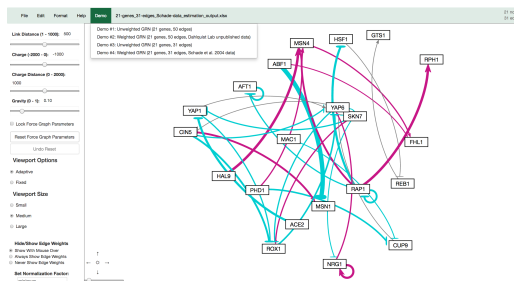 File Edit Format Help Demo 21-genes_31-edges_Schade-data_estimation_output.xlsx
Demo #1: Unweighted GRN (21 genes, 50 edges)
Demo #2: Weighted GRN (21 genes, 50 edges, Dahlquist Lab unpublished data)
Demo #3: Unweighted GRN (21 genes, 31 edges)
Demo #4: Weighted GRN (21 genes, 31 edges, Schade et al. 2004 data)
Link Distance (1 - 1000): 600
Charge (-2000 - 0): -1000
Charge Distance (0 - 2000):
1000
Gravity (0 - 1): 0.10
Lock Force Graph Parameters
Reset Force Graph Parameters
Undo Reset
Viewport Options
Adaptive
Fixed
Viewport Size
Small
Medium
Large
Hide/Show Edge Weights
Show With Mouse Over
Always Show Edge Weights
Never Show Edge Weights
Set Normalization Factor:
HSF1
GTS1
MSN4
RPH1
ABF1
AFT1
YAP1
YAP6
SKN7
CIN5
MAC1
FHL1
HAL9
PHD1
RAP1
REB1
MSN1
ACE2
ROX1
CUP9
NRG1